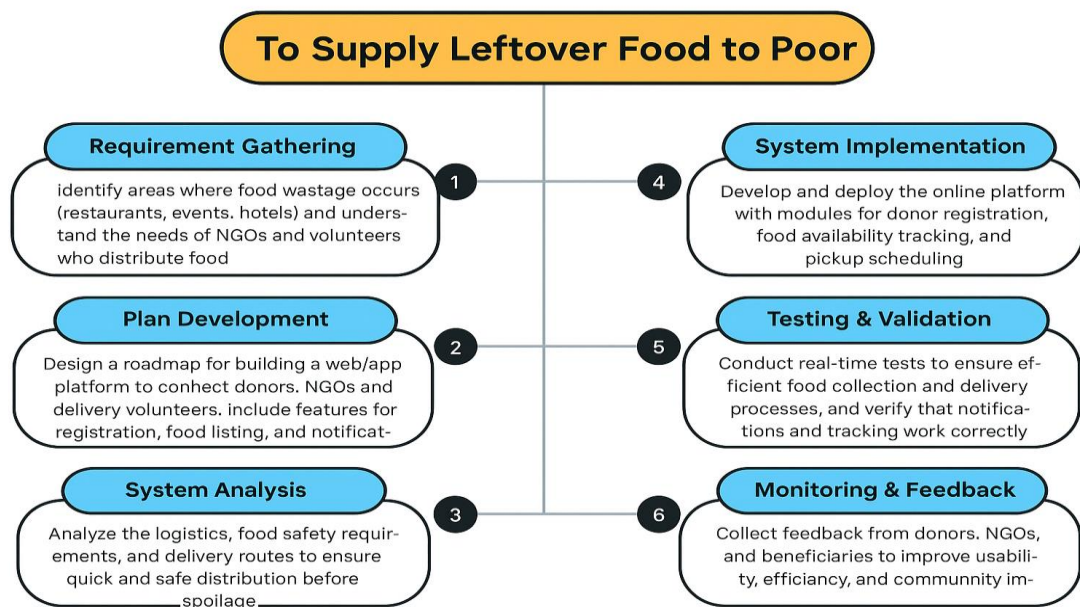 To Supply Leftover Food to Poor
Requirement Gathering
identify areas where food wastage occurs
(restaurants, events. hotels) and unders-
tand the needs of NGOs and volunteers
who distribute food
1
Plan Development
Design a roadmap for building a web/app
platform to conhect donors. NGOs and
delivery volunteers. include features for
registration, food listing, and notificat-
2
System Analysis
Analyze the logistics, food safety requir-
ements, and delivery routes to ensure
quick and safe distribution before
spoilage
3
System Implementation
Develop and deploy the online platform
with modules for donor registration,
food availability tracking, and
pickup scheduling
4
Testing & Validation
Conduct real-time tests to ensure ef-
ficient food collection and delivery
processes, and verify that notifica-
tions and tracking work correctly
5
Monitoring & Feedback
Collect feedback from donors. NGOs,
and beneficiaries to improve usabili-
ty, efficiancy, and communnity im-
6